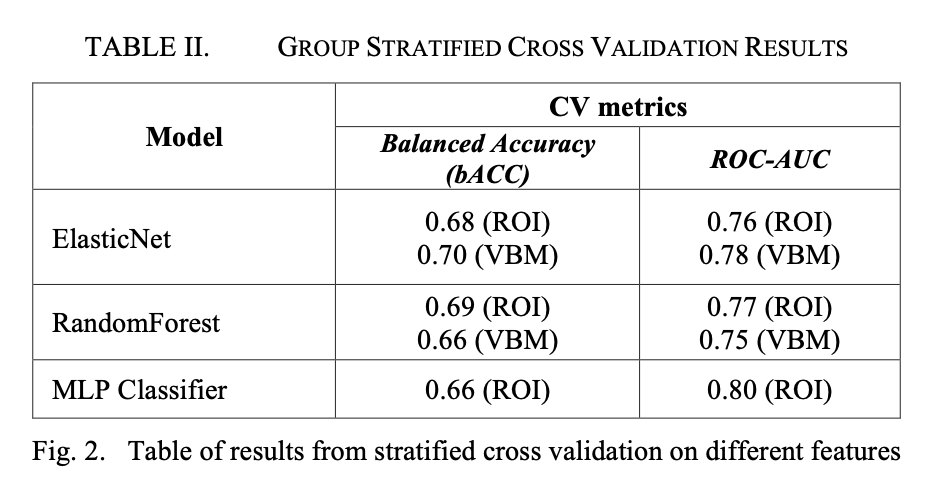 TABLE II. GROUP STRATIFIED CROSS VALIDATION RESULTS
Model
CV metrics
Balanced Accuracy
(bACC)
ROC-AUC
ElasticNet
0.68 (ROI)
0.70 (VBM)
0.76 (ROI)
0.78 (VBM)
RandomForest
0.69 (ROI)
0.66 (VBM)
0.77 (ROI)
0.75 (VBM)
MLP Classifier
0.66 (ROI)
0.80 (ROI)
Fig. 2. Table of results from stratified cross validation on different features